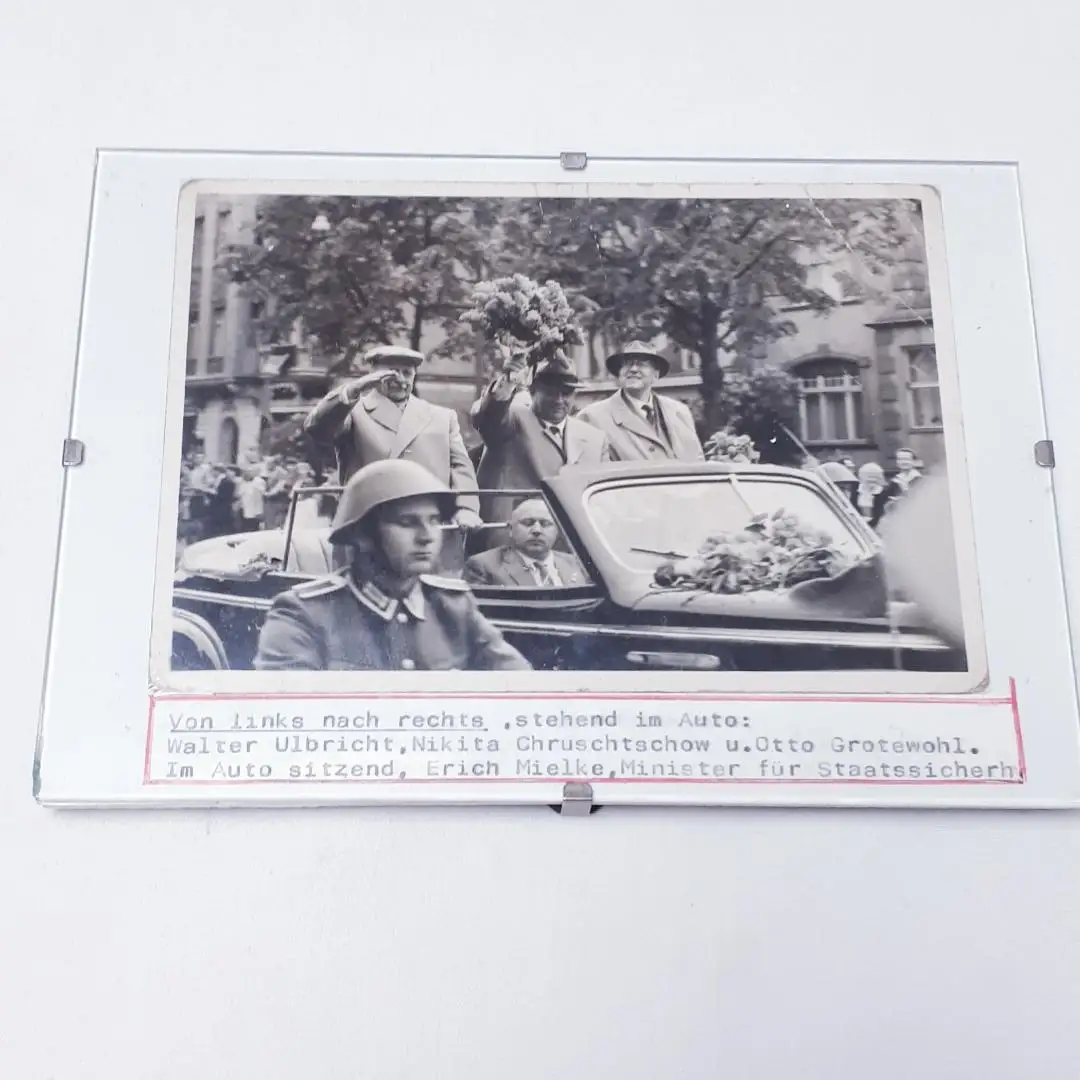 Von links nach rechts ,stehend im Auto:
Walter Ulbricht,Nikita Chruschtschow u.Otto Grotewohl.
Im Auto sitzend, Erich Mielke,Minister für Staatssicherh